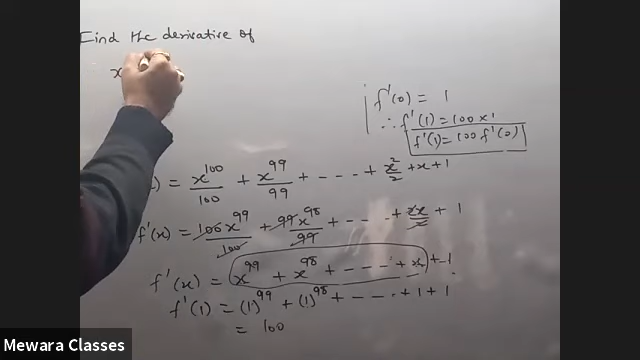 Find the derivative of
x
f'(0) = 1
∴ f'(1) = 100 x 1
f'(1) = 100 f'(0)
) = x^100/100 + x^99/99 + - - - - + x^2/2 + x + 1
f'(x) = 100x^99/100 + 99x^98/99 + - - - + 2x/2 + 1
f'(x) = x^99 + x^98 + - - - - + x + 1
f'(1) = (1)^99 + (1)^98 + - - - - + 1 + 1
= 100
Mewara Classes